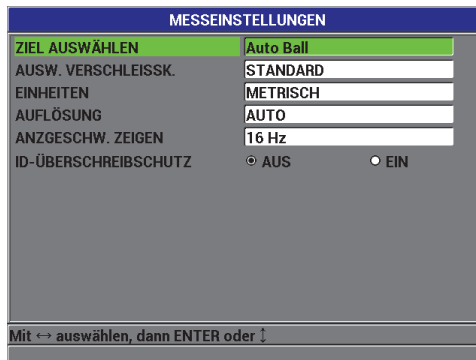 MESSEINSTELLUNGEN
ZIEL AUSWÄHLEN Auto Ball
AUSW. VERSCHLEISSK. STANDARD
EINHEITEN METRISCH
AUFLÖSUNG AUTO
ANZGESCHW. ZEIGEN 16 Hz
ID-ÜBERSCHREIBSCHUTZ AUS EIN
Mit ↔ auswählen, dann ENTER oder ↕